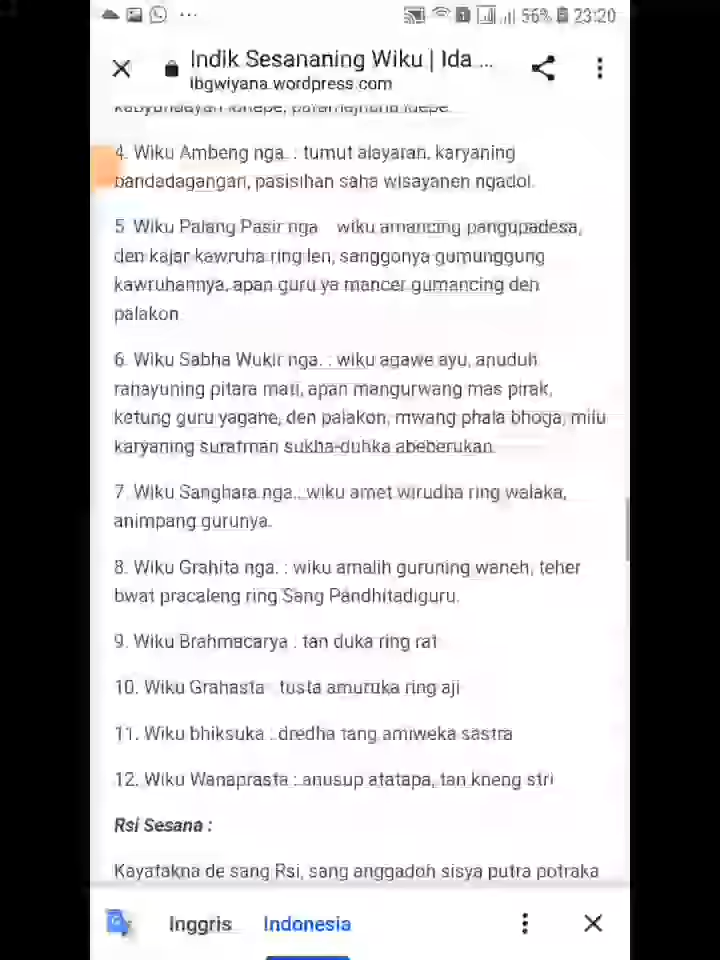 56% 23:20
Indik Sesananing Wiku | Ida ...
ibgwiyana.wordpress.com
4. Wiku Ambeng nga. : tumut alayaran, karyaning
bandadagangan, pasisihan saha wisayanen ngadol.
5. Wiku Palang Pasir nga wiku amancing pangupadesa,
den kajar kawruha ring len, sanggonya gumunggung
kawruhannya, apan guru ya mancer gumancing den
palakon
6. Wiku Sabha Wukir nga. : wiku agawe ayu, anuduh
rahayuning pitara mati, apan mangurwang mas pirak,
ketung guru yagane, den palakon, mwang phala bhoga, milu
karyaning suratman sukha-duhka abeberukan.
7. Wiku Sanghara nga.. wiku amet wirudha ring walaka,
animpang gurunya.
8. Wiku Grahita nga. : wiku amalih guruning waneh, teher
bwat pracaleng ring Sang Pandhitadiguru.
9. Wiku Brahmacarya : tan duka ring rat
10. Wiku Grahasta : tusta amuruka ring aji
11. Wiku bhiksuka : dredha tang amiweka sastra
12. Wiku Wanaprasta : anusup atatapa, tan kneng stri
Rsi Sesana :
Kayatakna de sang Rsi, sang anggadoh sisya putra potraka
Inggris Indonesia